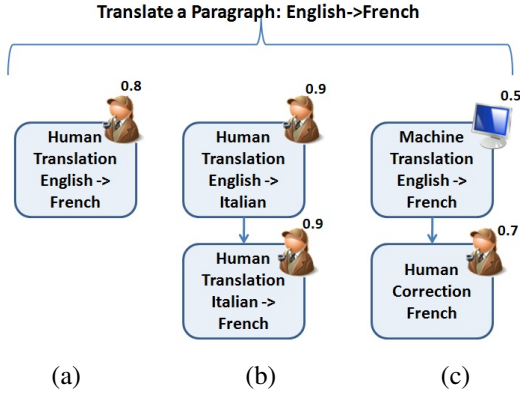 Translate a Paragraph: English->French
0.8
Human
Translation
English ->
French
0.9
Human
Translation
English ->
Italian
0.5
Machine
Translation
English ->
French
0.9
Human
Translation
Italian ->
French
0.7
Human
Correction
French
(a)
(b)
(c)